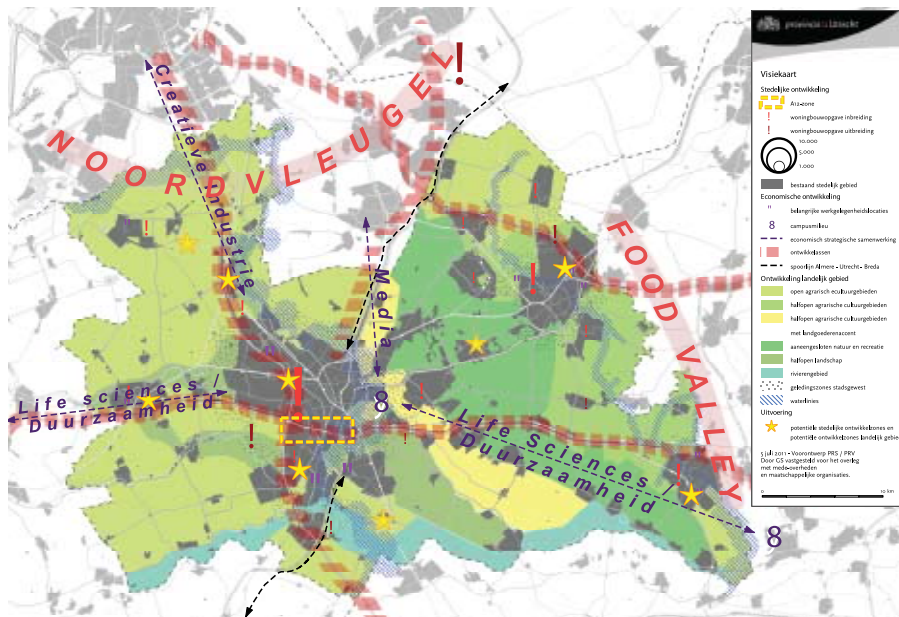 NOORDVLEUGEL
!
Creatieve Industrie
Media
FOOD VALLEY
Life sciences /
Duurzaamheid
8
Life Sciences /
Duurzaamheid
8
provincie Utrecht
Visiekaart
Stedelijke ontwikkeling
A12-zone
! woningbouwopgave inbreiding
! woningbouwopgave uitbreiding
10.000
5.000
1.000
bestaand stedelijk gebied
Economische ontwikkeling
" belangrijke werkgelegenheidslocaties
8 campusmilieu
economisch strategische samenwerking
ontwikkelassen
spoorlijn Almere - Utrecht - Breda
Ontwikkeling landelijk gebied
open agrarisch ecultuurgebieden
halfopen agrarische cultuurgebieden
halfopen agrarische cultuurgebieden
met landgoederenaccent
aaneengesloten natuur en recreatie
halfopen landschap
rivierengebied
geledingszones stadsgewest
waterlinies
Uitvoering
potentiële stedelijke ontwikkelzones en
potentiële ontwikkelzones landelijk gebie
5 juli 2011 - Voorontwerp PRS / PRV
Door GS vastgesteld voor het overleg
met mede-overheden
en maatschappelijke organisaties.
0 10 km